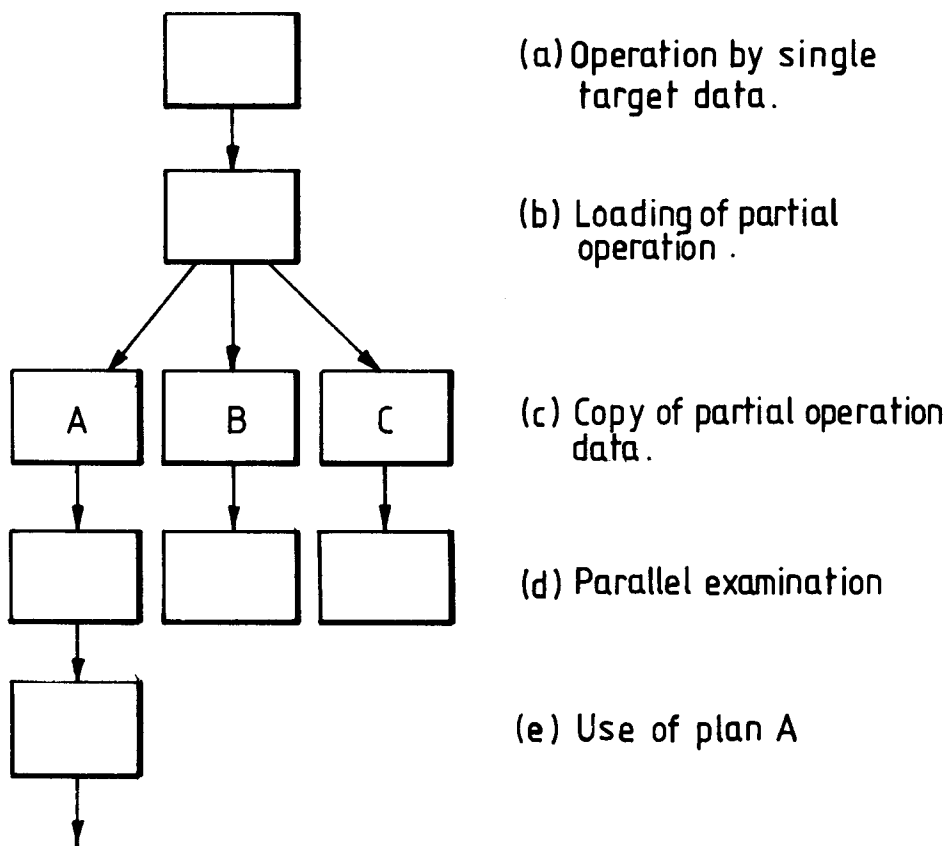 (a) Operation by single
target data.
(b) Loading of partial
operation .
A
B
C
(c) Copy of partial operation
data.
(d) Parallel examination
(e) Use of plan A